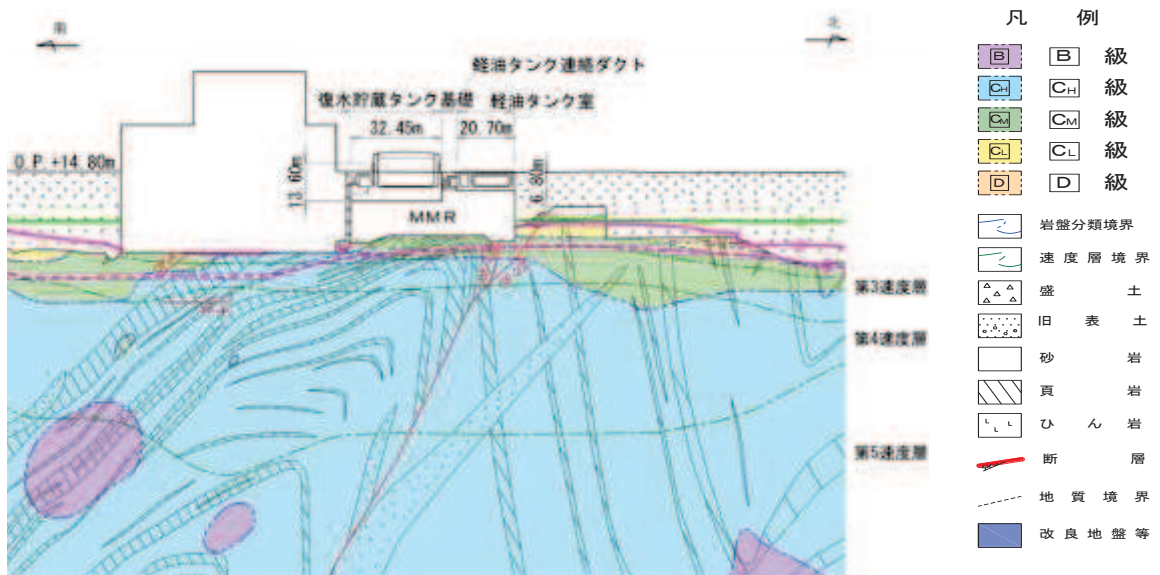 南
北
軽油タンク連絡ダクト
復水貯蔵タンク基礎 軽油タンク室
32.45m 20.70m
O.P.+14.80m
13.60m
6.80m
MMR
第3速度層
第4速度層
第5速度層
凡例
B B 級
CH CH 級
CM CM 級
CL CL 級
D D 級
岩盤分類境界
速度層境界
盛土
旧表土
砂岩
頁岩
ひん岩
断層
地質境界
改良地盤等